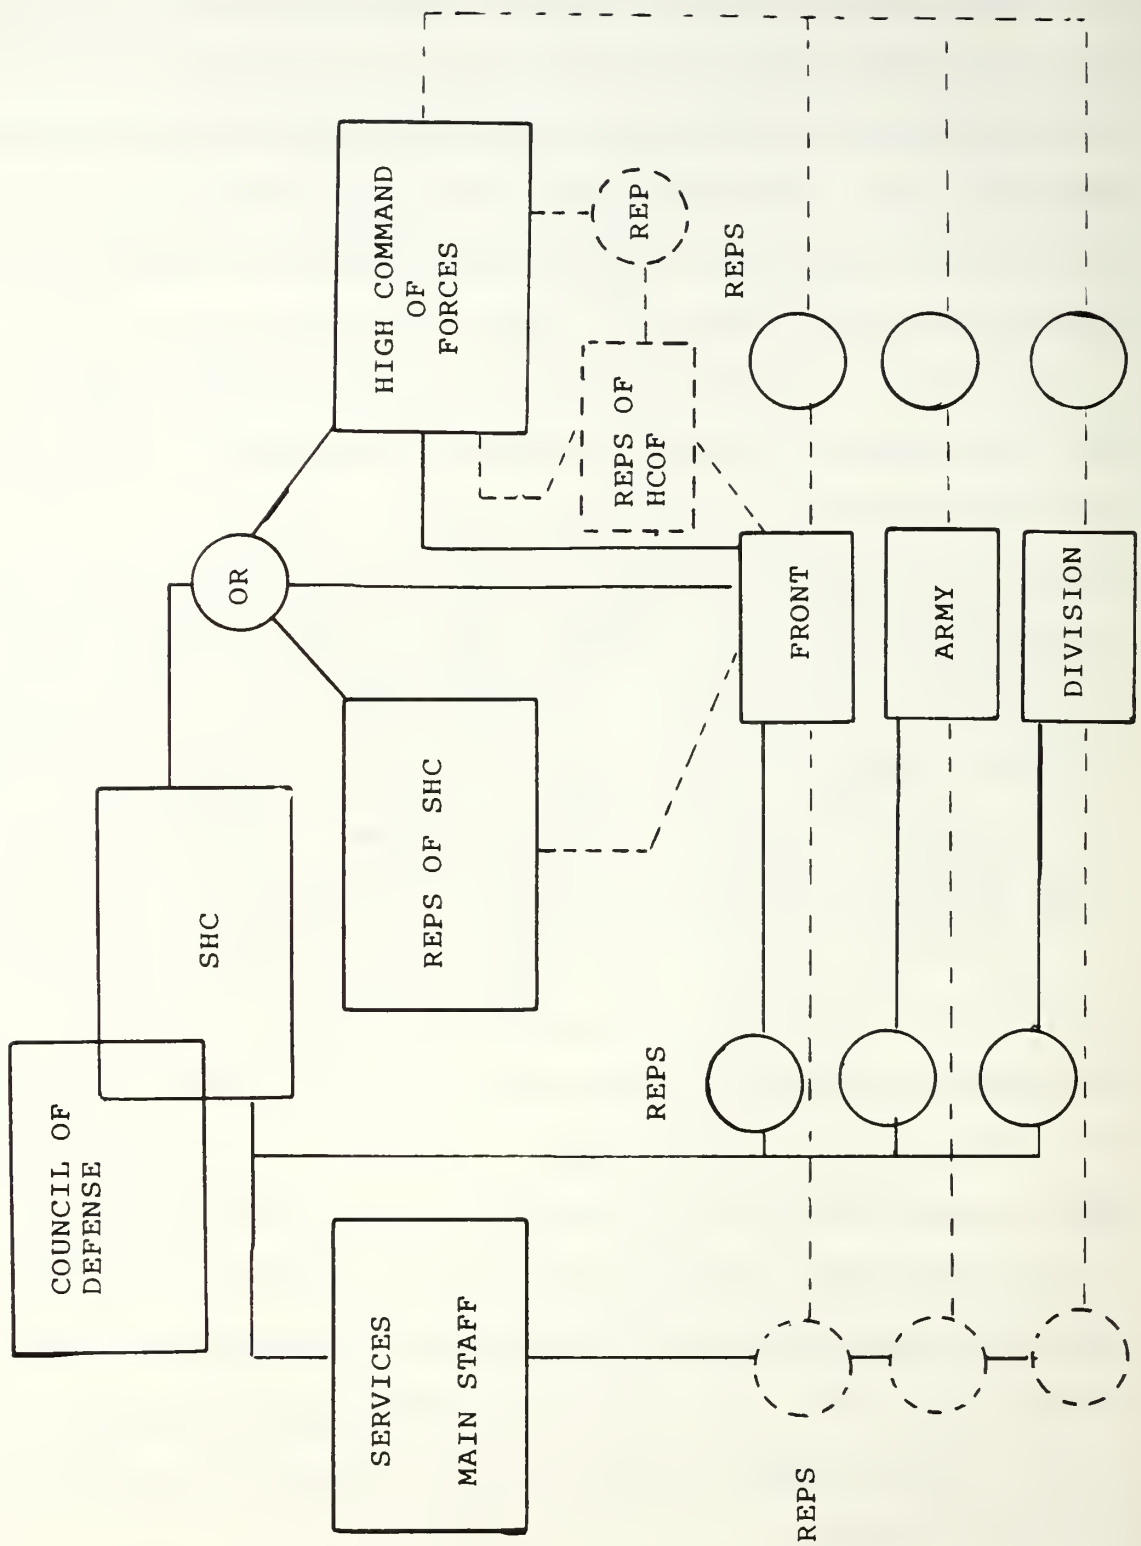 COUNCIL OF
DEFENSE
SHC
OR
SERVICES
MAIN STAFF
REPS OF SHC
HIGH COMMAND
OF
FORCES
REPS OF
HCOF
REP
REPS
REPS
REPS
FRONT
ARMY
DIVISION